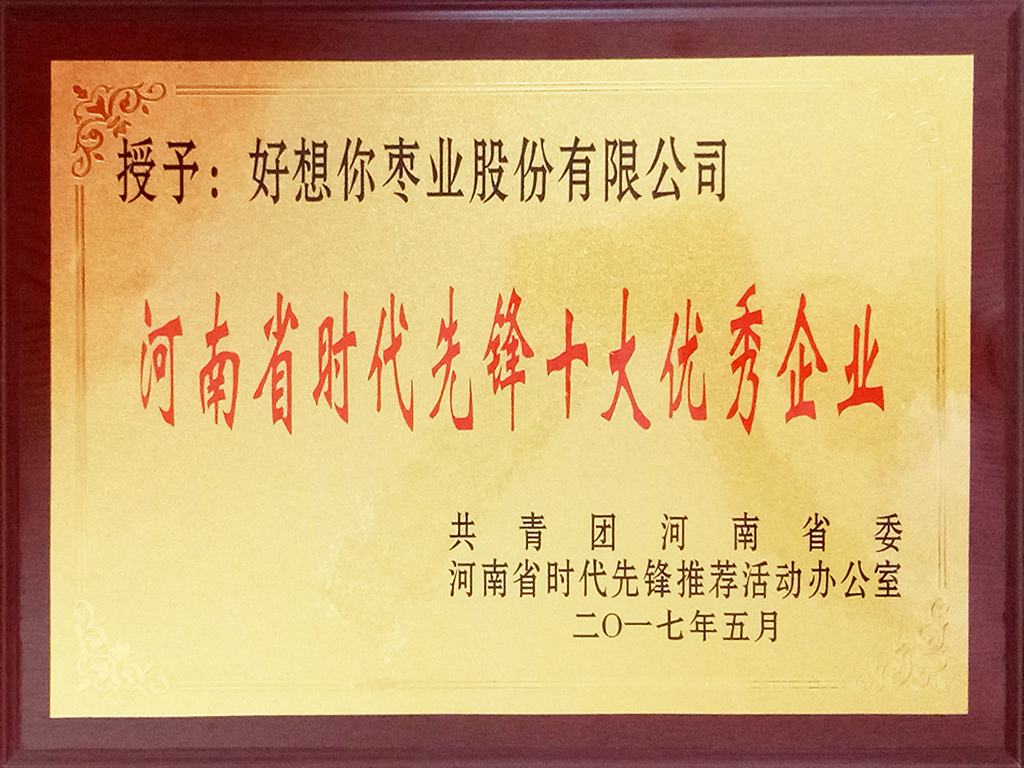 授予：好想你枣业股份有限公司
河南省时代先锋十大优秀企业
共青团河南省委
河南省时代先锋推荐活动办公室
二〇一七年五月